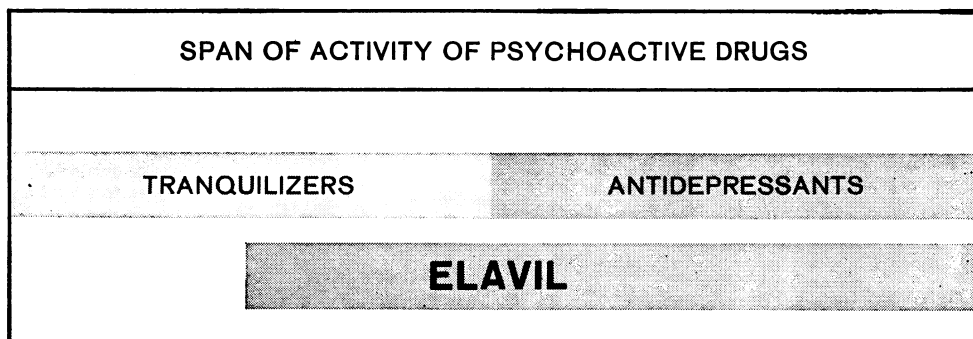 SPAN OF ACTIVITY OF PSYCHOACTIVE DRUGS
TRANQUILIZERS ANTIDEPRESSANTS
ELAVIL